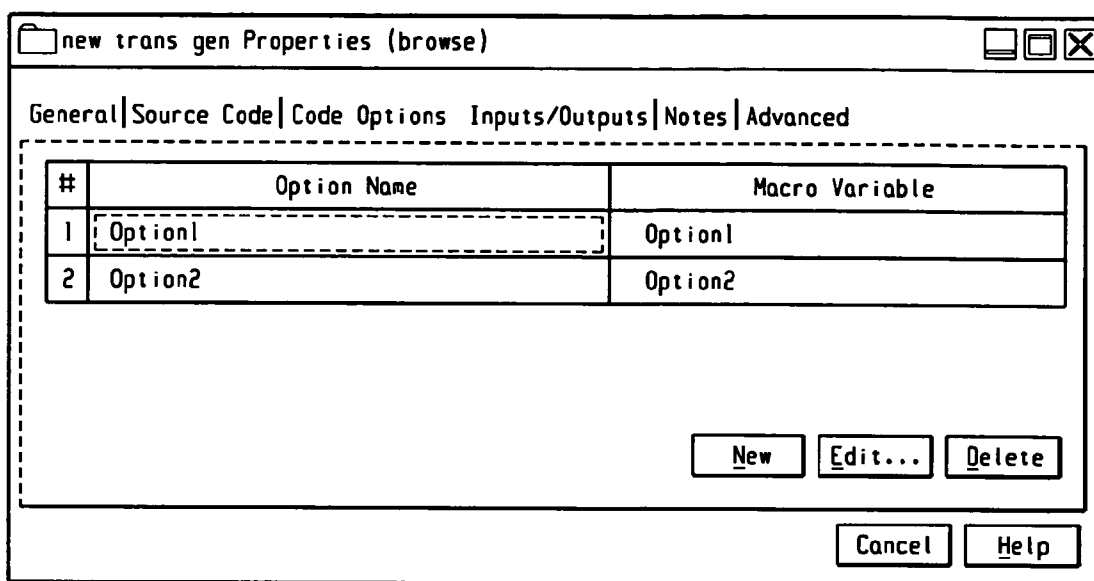 new trans gen Properties (browse)
General|Source Code|Code Options Inputs/Outputs|Notes|Advanced
# Option Name Macro Variable
1 Option1 Option1
2 Option2 Option2
New Edit... Delete
Cancel Help